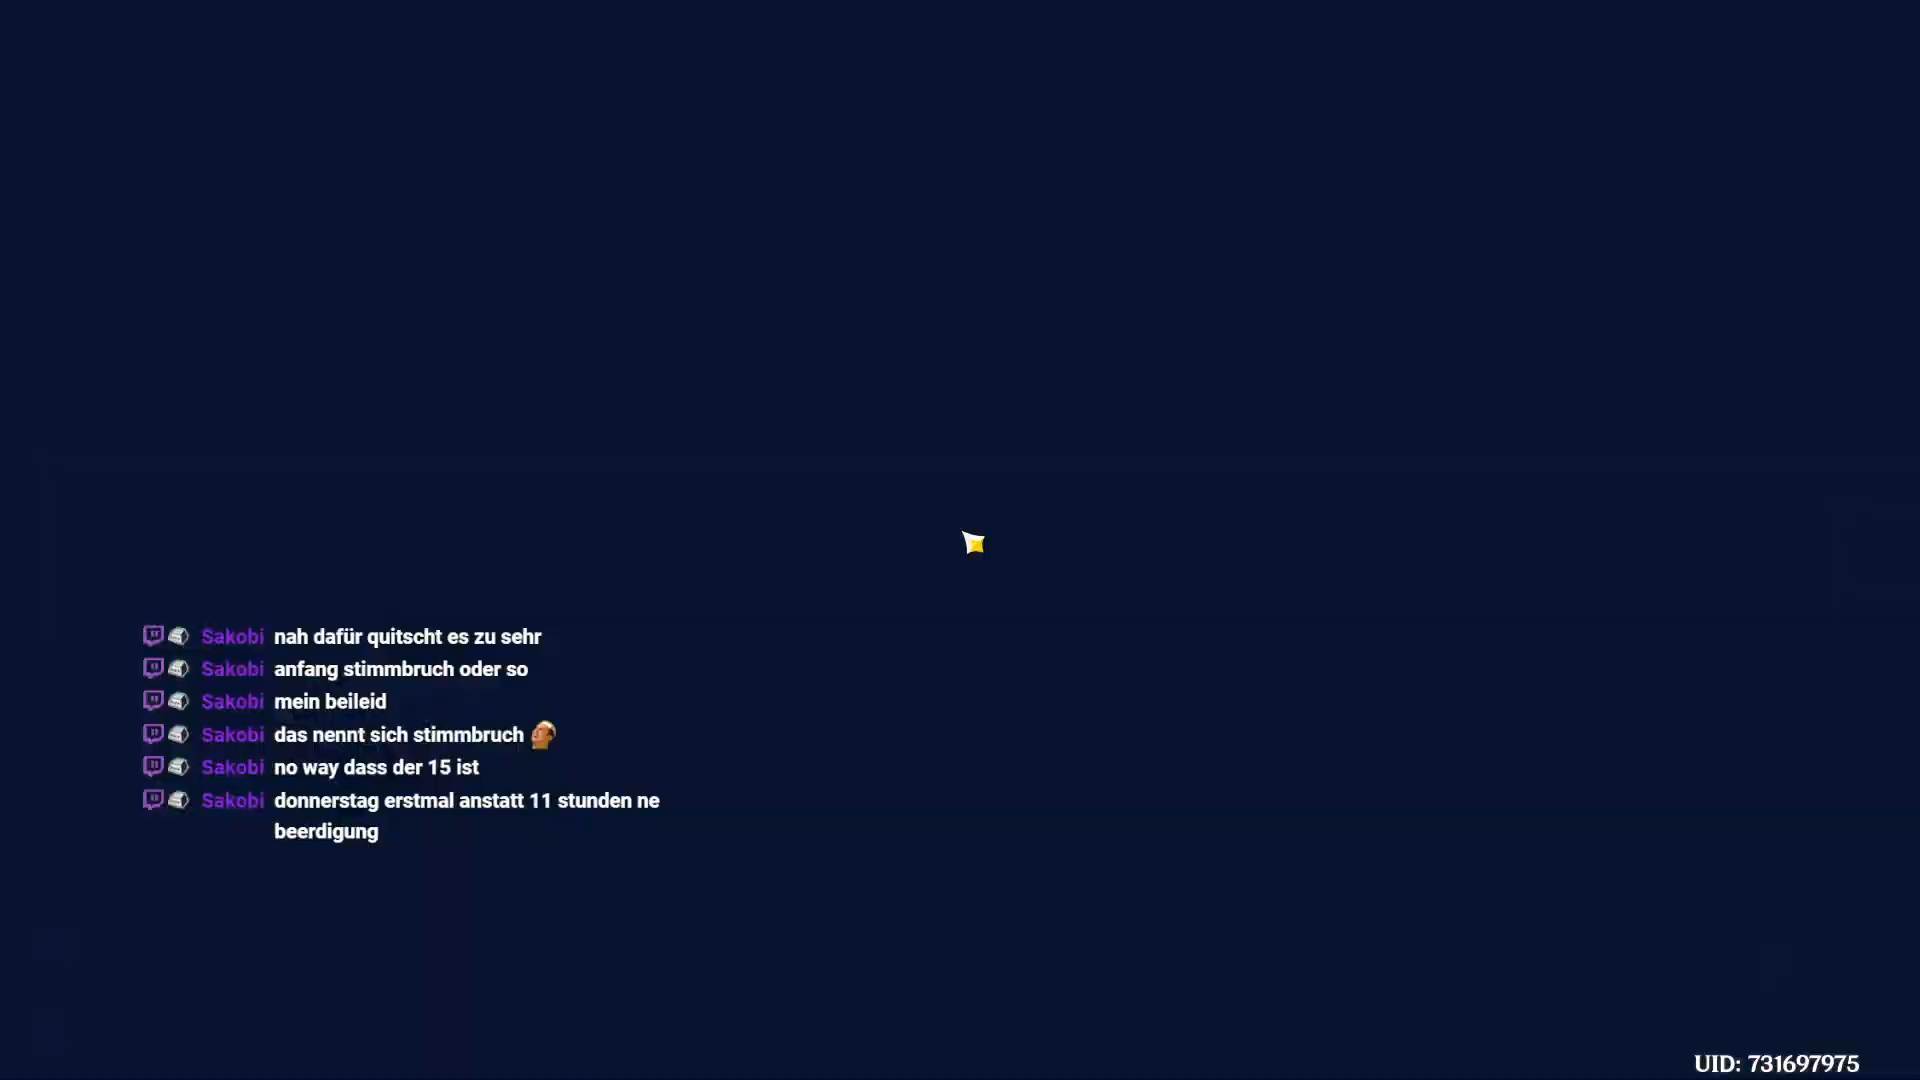 Sakobi nah dafür quitscht es zu sehr
Sakobi anfang stimmbruch oder so
Sakobi mein beileid
Sakobi das nennt sich stimmbruch
Sakobi no way dass der 15 ist
Sakobi donnerstag erstmal anstatt 11 stunden ne
beerdigung
UID: 731697975